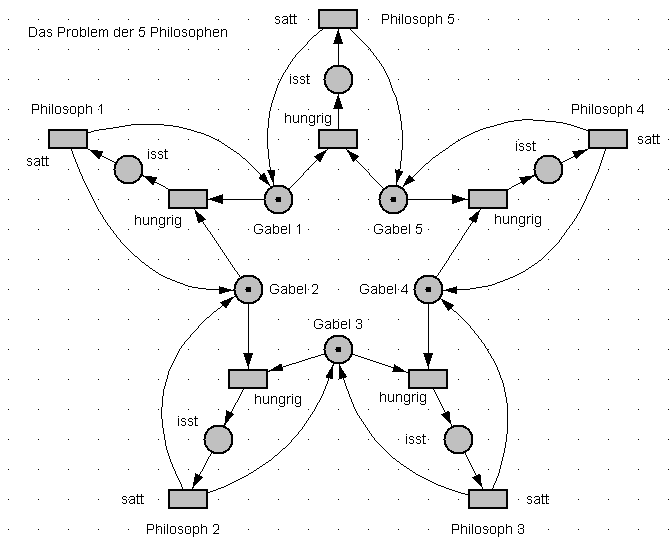 satt
Philosoph 5
Das Problem der 5 Philosophen
isst
Philosoph 1
Philosoph 4
hungrig
satt
isst
isst
satt
hungrig
hungrig
Gabel 1
Gabel 5
Gabel 2
Gabel 4
Gabel 3
hungrig
hungrig
isst
isst
satt
satt
Philosoph 2
Philosoph 3